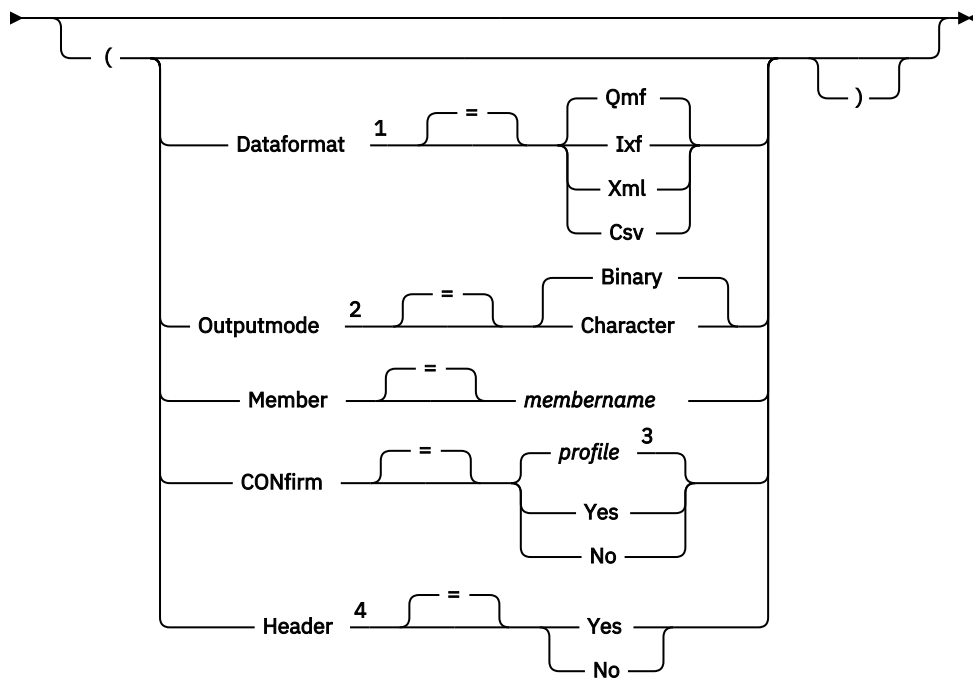 (
)
Qmf
Dataformat 1 = Ixf
Xml
Csv
Binary
Outputmode 2 = Character
Member = membername
CONfirm = profile 3
Yes
No
Header 4 = Yes
No